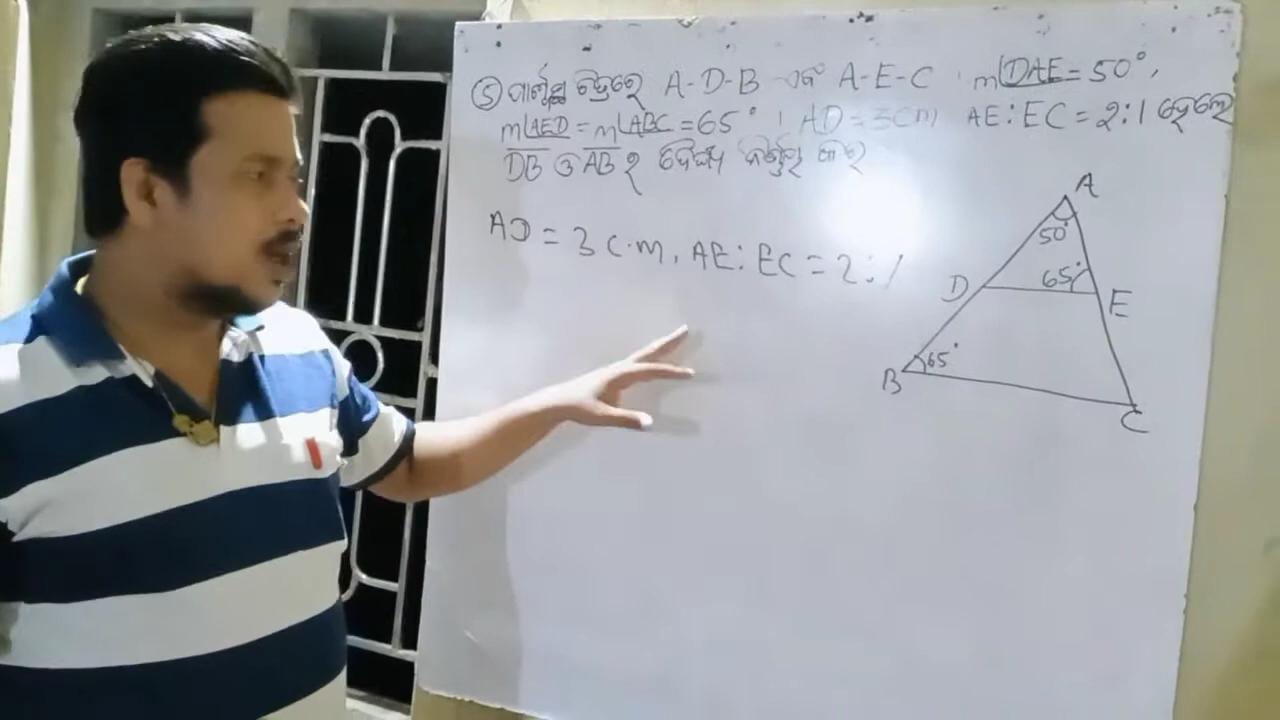 ⑤ ପାର୍ଶ୍ୱସ୍ଥ ଚିତ୍ରରେ A-D-B ଏବଂ A-E-C । m∠DAE = 50°,
m∠AED = m∠ABC = 65° । AD = 3cm, AE:EC = 2:1 ହେଲେ
DB ଓ AB ର ଦୈର୍ଘ୍ୟ ନିର୍ଣ୍ଣୟ କର
AD = 3 c.m, AE:EC = 2:1
A
50°
D
65°
E
B
65°
C